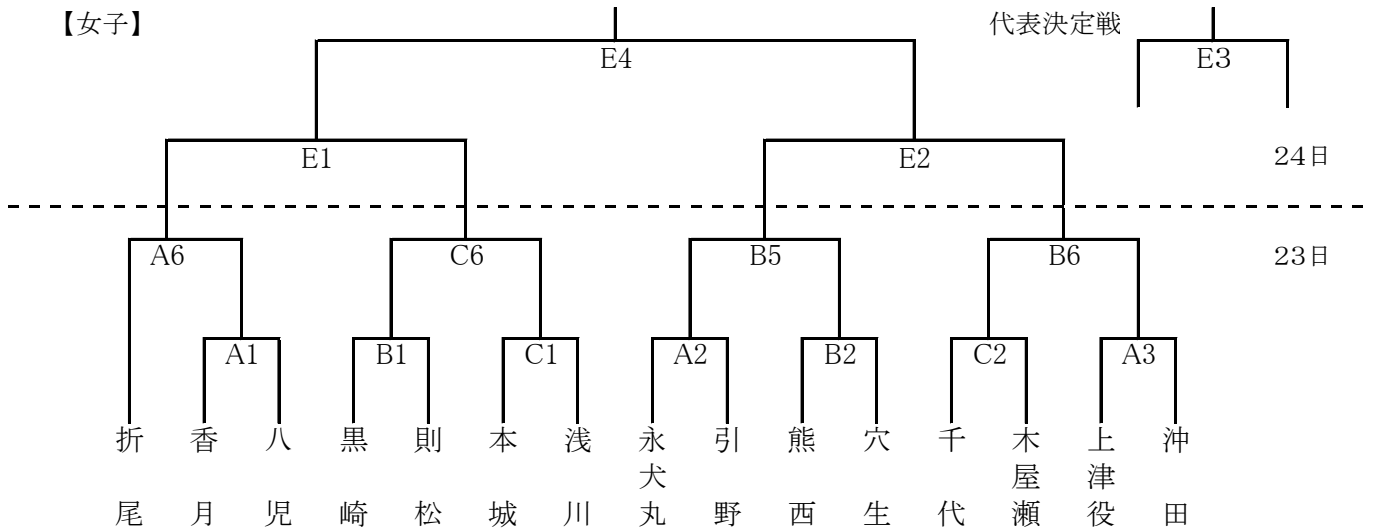 【女子】
代表決定戦
E4
E3
E1
E2
24日
A6
C6
B5
B6
23日
A1
B1
C1
A2
B2
C2
A3
折尾
香月
八児
黒崎
則松
本城
浅川
永犬丸
引野
熊西
穴生
千代
木屋瀬
上津役
沖田